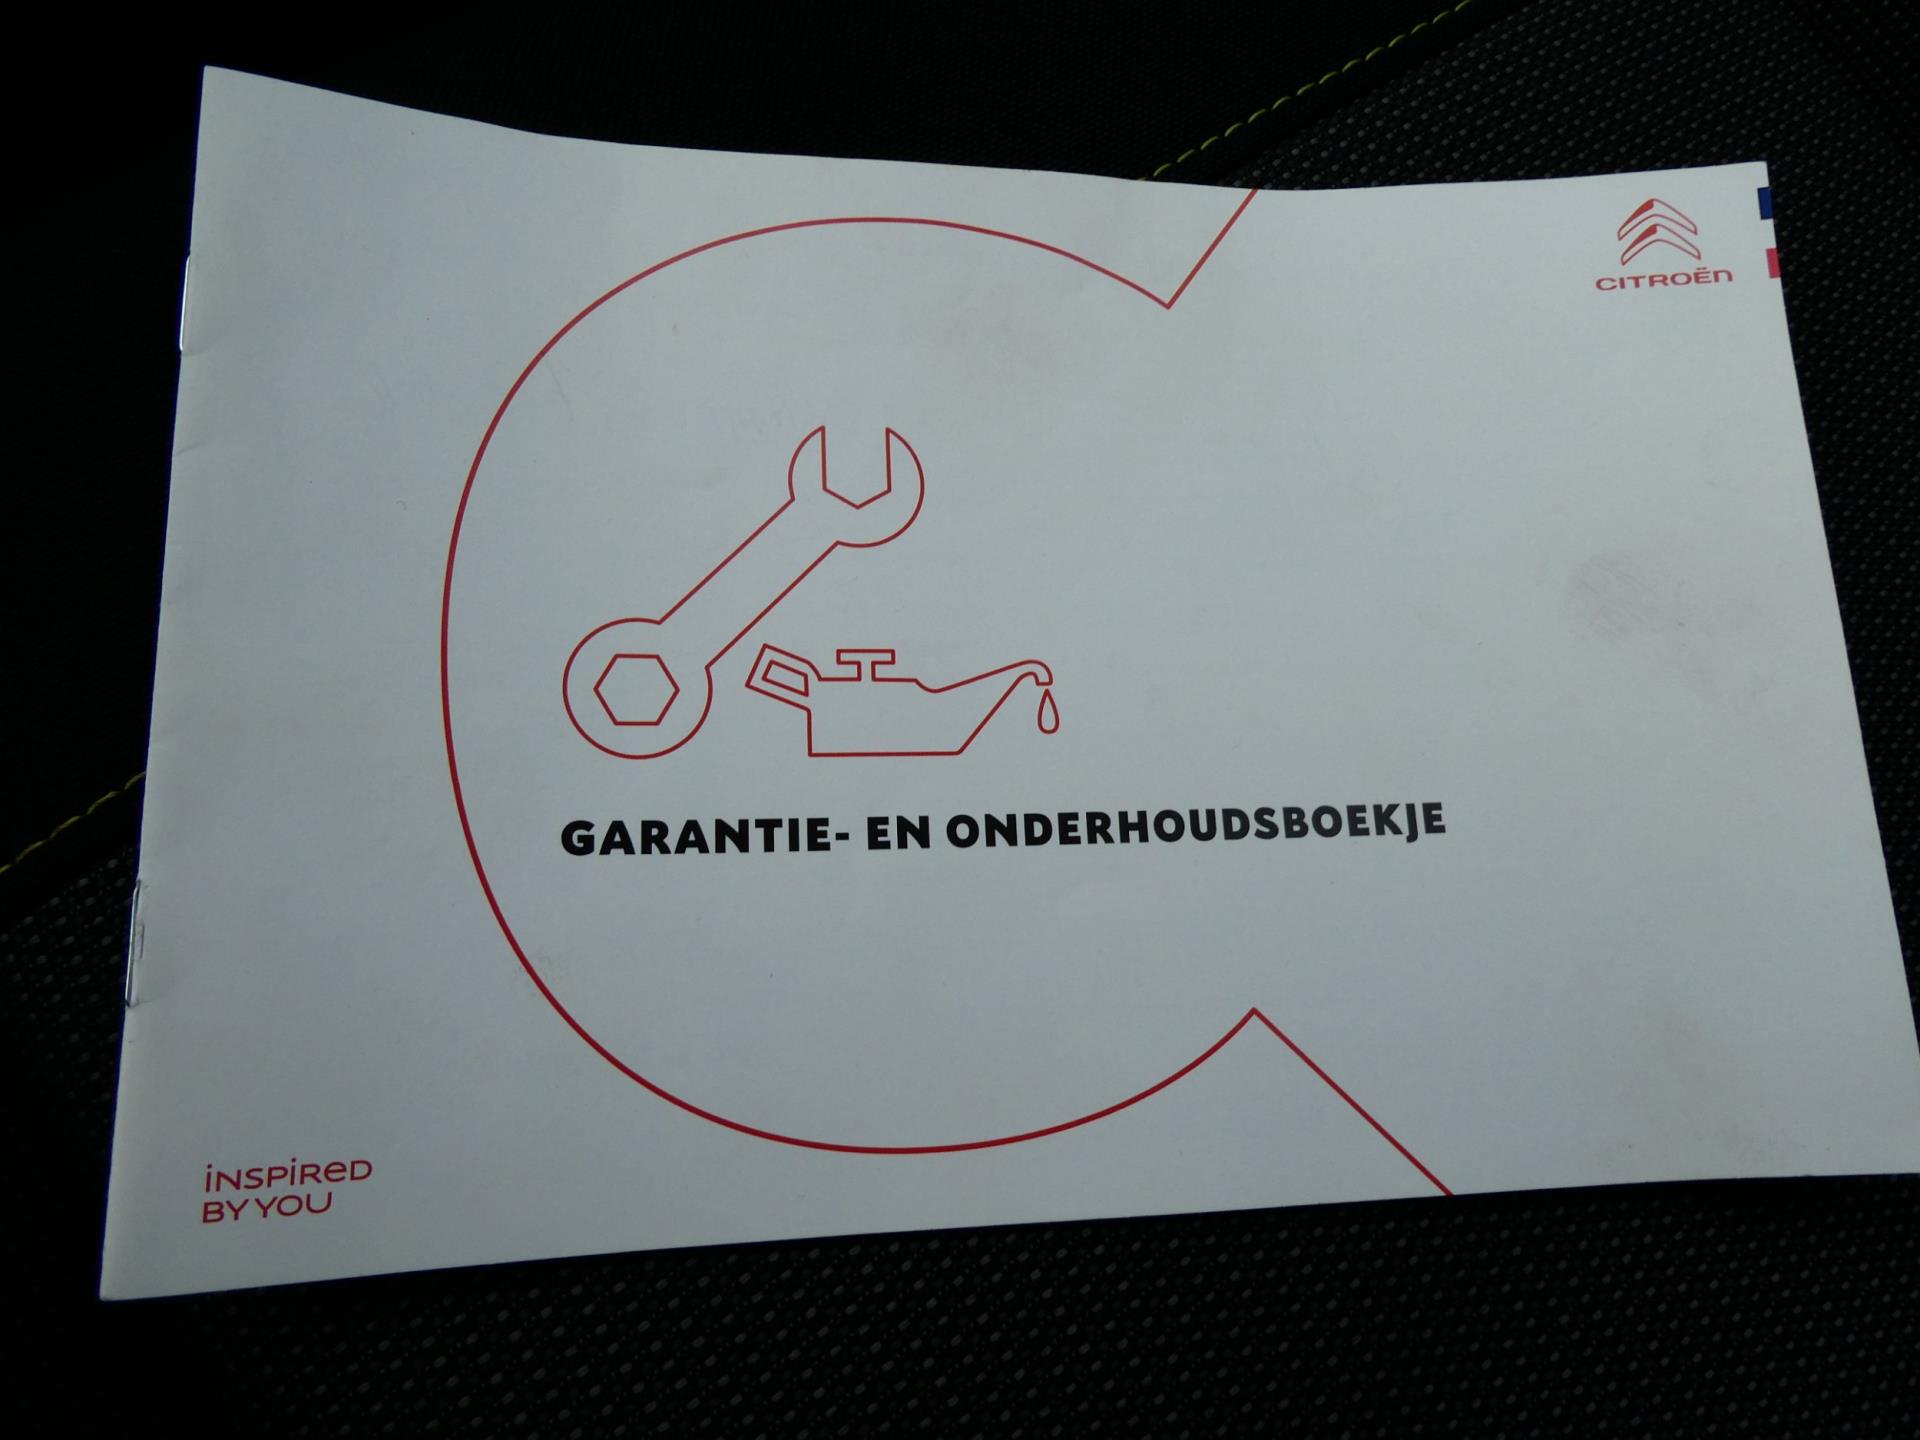 CITROËN
GARANTIE- EN ONDERHOUDSBOEKJE
INSPIRED
BY YOU